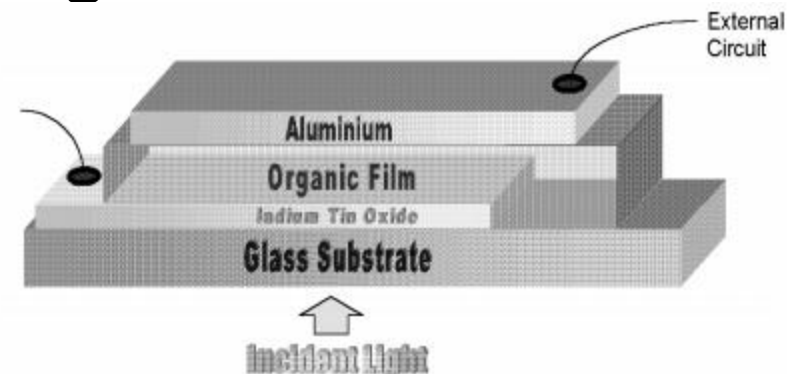 External
Circuit
Aluminium
Organic Film
Indium Tin Oxide
Glass Substrate
Incident Light